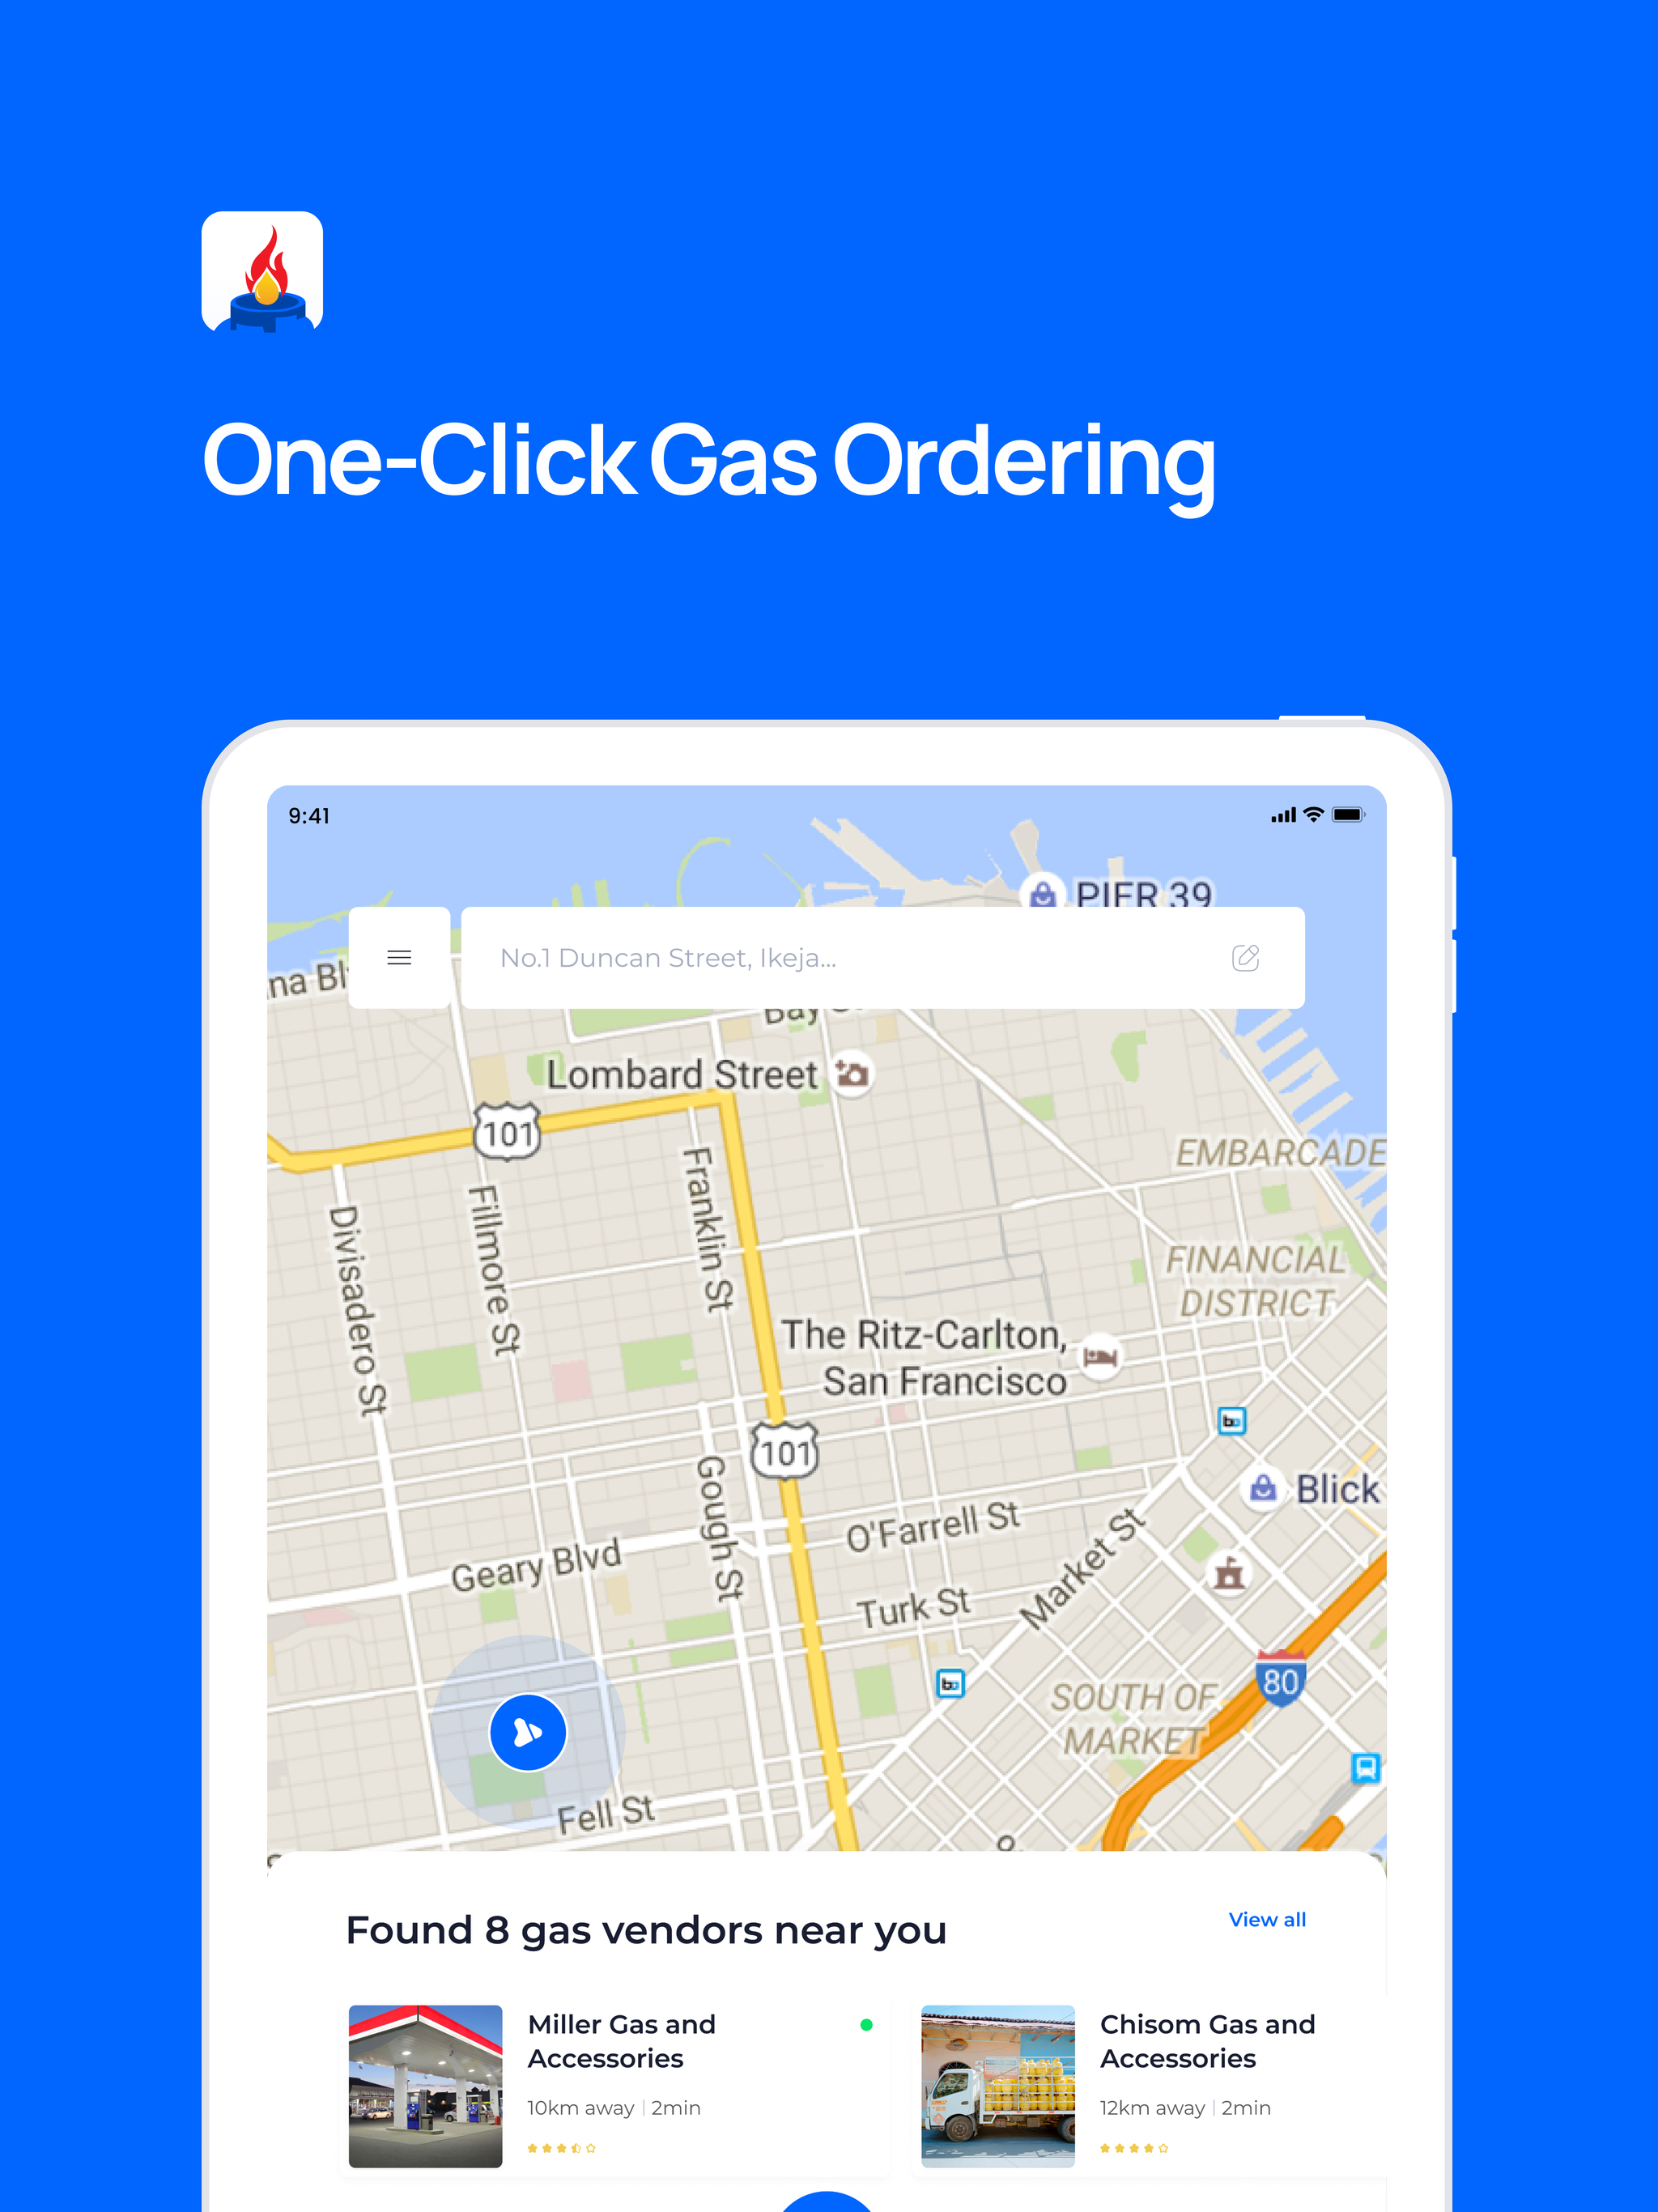 One-Click Gas Ordering
9:41
PIER 39
No.1 Duncan Street, Ikeja...
na Bl
Bay
Lombard Street
101
EMBARCADE
Franklin St
Fillmore St
Divisadero St
FINANCIAL
DISTRICT
The Ritz-Carlton,
San Francisco
101
Gough St
Blick
O'Farrell St
Geary Blvd
Market St
Turk St
80
SOUTH OF
MARKET
Fell St
Found 8 gas vendors near you
View all
Miller Gas and
Accessories
10km away | 2min
Chisom Gas and
Accessories
12km away | 2min